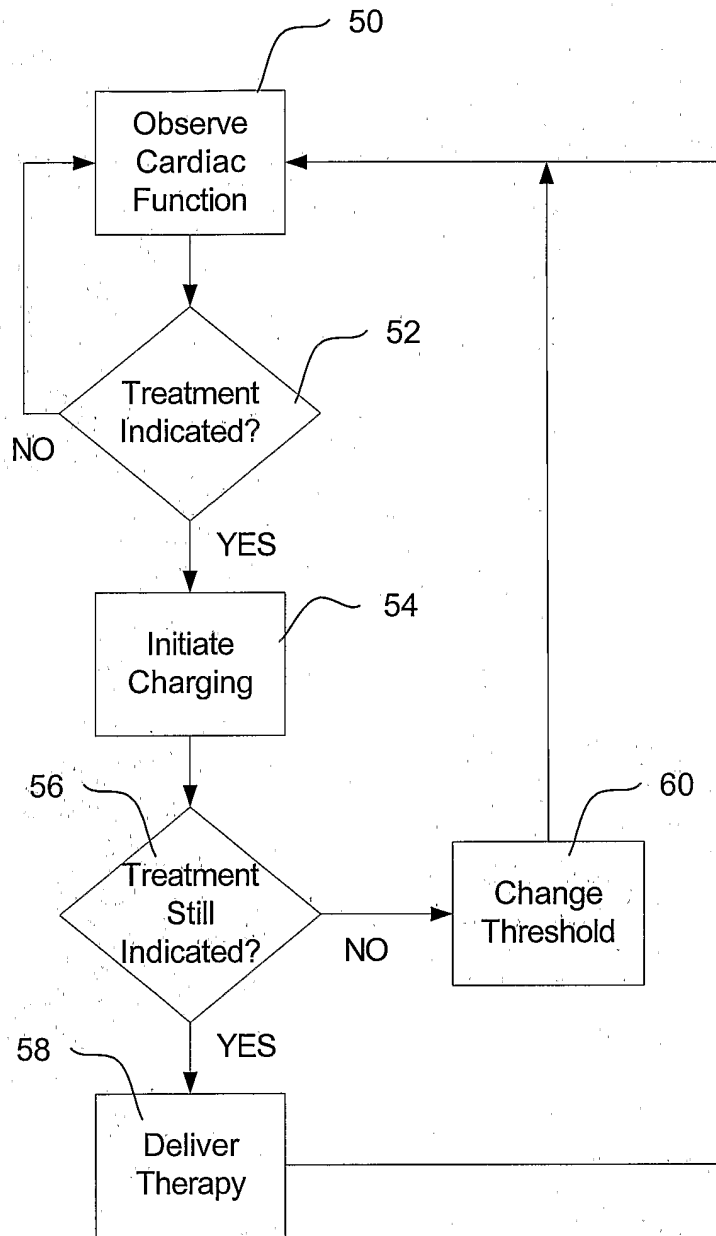 50
Observe
Cardiac
Function
52
Treatment
Indicated?
NO
YES
54
Initiate
Charging
56
Treatment
Still
Indicated?
NO
60
Change
Threshold
YES
58
Deliver
Therapy